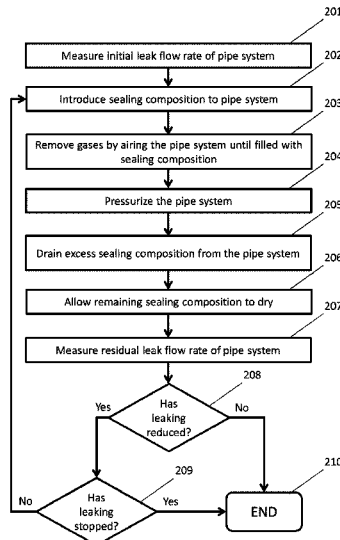 201
Measure initial leak flow rate of pipe system
202
Introduce sealing composition to pipe system
203
Remove gases by airing the pipe system until filled with
sealing composition
204
Pressurize the pipe system
205
Drain excess sealing composition from the pipe system
206
Allow remaining sealing composition to dry
207
Measure residual leak flow rate of pipe system
208
Yes
Has
leaking
reduced?
No
209
210
No
Has
leaking
stopped?
Yes
END